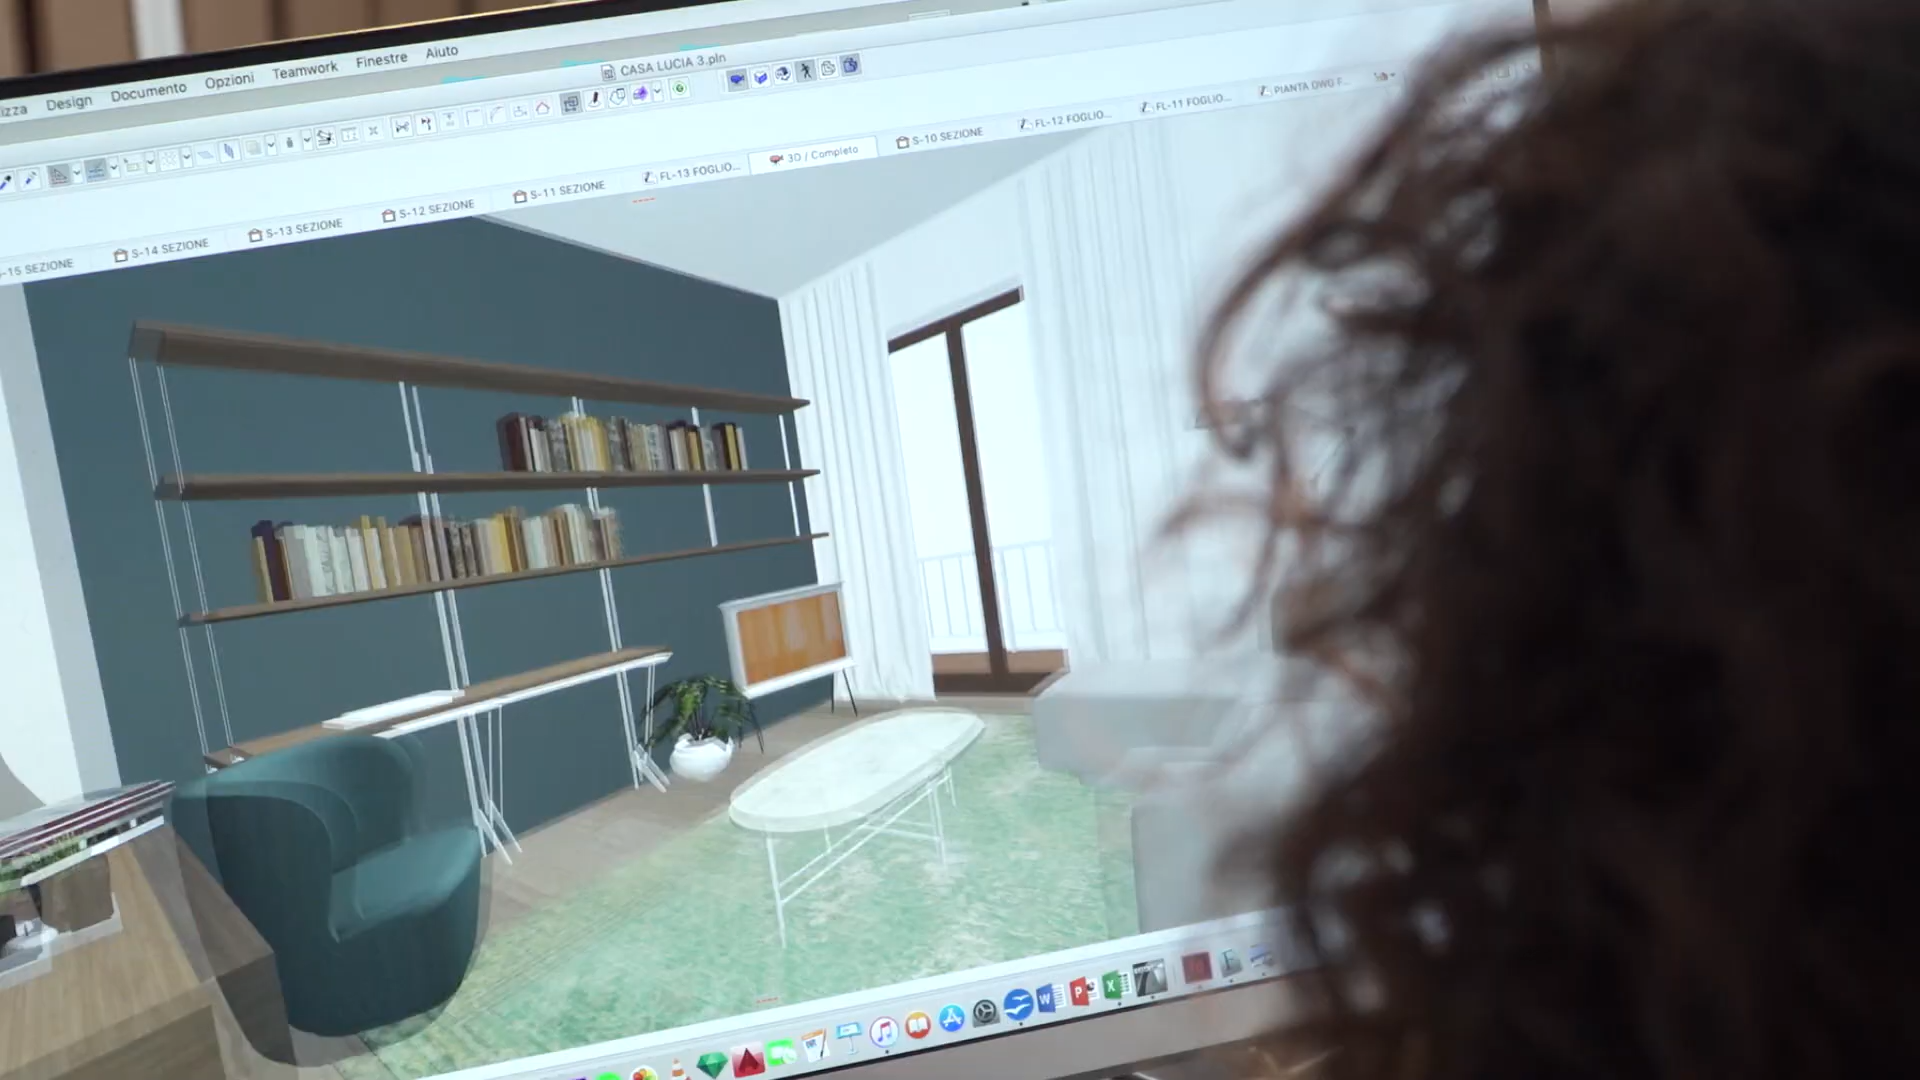 Design Documento Opzioni Teamwork Finestre Aiuto
CASA LUCIA 3.pln
-15 SEZIONE S-14 SEZIONE S-13 SEZIONE S-12 SEZIONE S-11 SEZIONE FL-13 FOGLIO... 3D / Completo S-10 SEZIONE FL-12 FOGLIO... FL-11 FOGLIO... PIANTA DWG F...